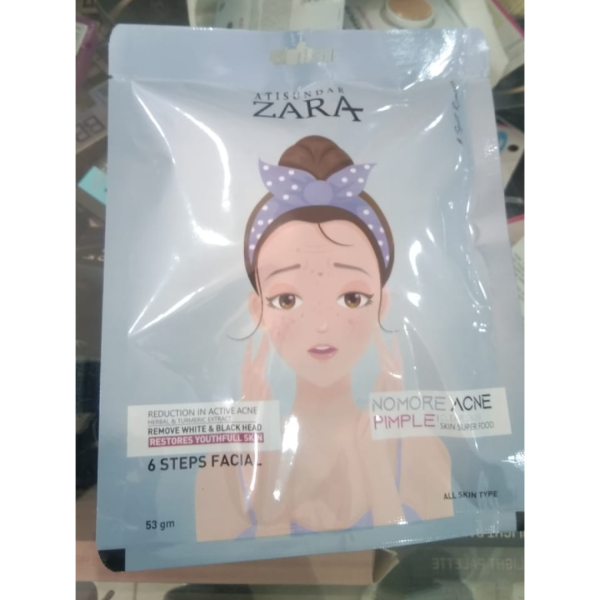 ATISUNDAR
ZARA
REDUCTION IN ACTIVE ACNE
HERBAL & TURMERIC EXTRACT
REMOVE WHITE & BLACK HEAD
RESTORES YOUTHFULL SKIN
6 STEPS FACIAL
53 gm
NOMORE ACNE
PIMPLE
SKIN SUPER FOOD
ALL SKIN TYPE